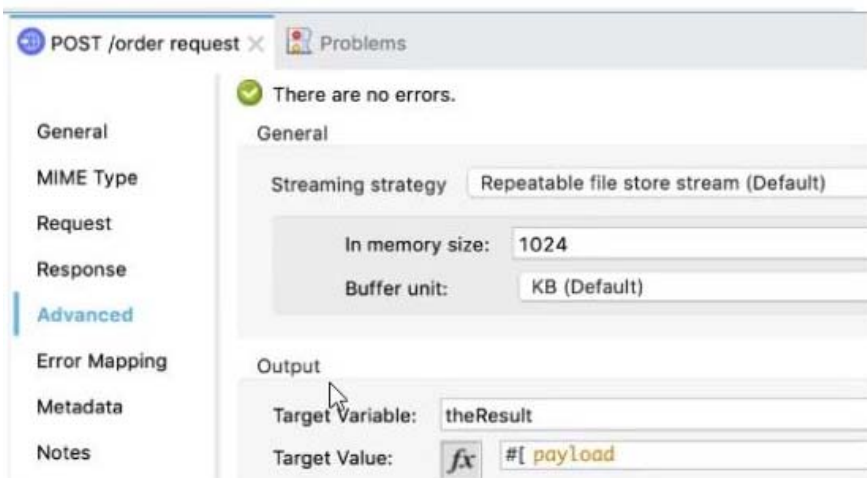 POST /order request
Problems
There are no errors.
General
MIME Type
Request
Response
Advanced
Error Mapping
Metadata
Notes
General
Streaming strategy Repeatable file store stream (Default)
In memory size: 1024
Buffer unit: KB (Default)
Output
Target Variable: theResult
Target Value: fx #[ payload